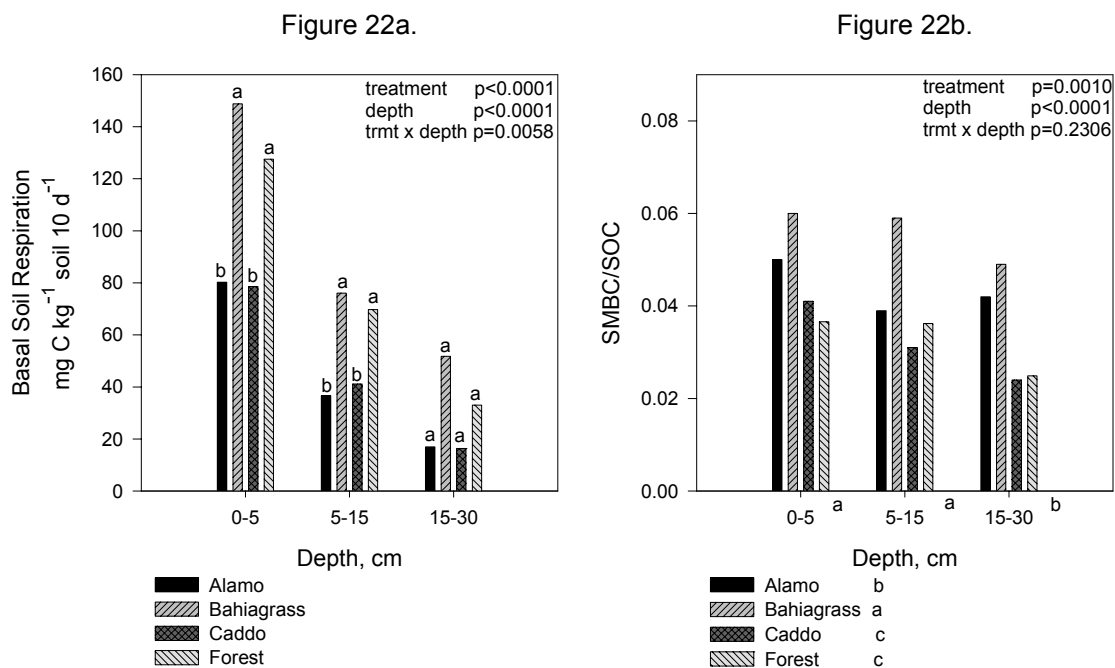 Figure 22a.
160
140
120
100
80
60
40
20
0
Basal Soil Respiration
mg C kg⁻¹ soil 10 d⁻¹
treatment p<0.0001
depth p<0.0001
trmt x depth p=0.0058
a
a
b
b
a
a
b
b
a
a
a
a
0-5
5-15
15-30
Depth, cm
Alamo
Bahiagrass
Caddo
Forest
Figure 22b.
0.08
0.06
0.04
0.02
0.00
SMBC/SOC
treatment p=0.0010
depth p<0.0001
trmt x depth p=0.2306
0-5 a
5-15 a
15-30 b
Depth, cm
Alamo b
Bahiagrass a
Caddo c
Forest c